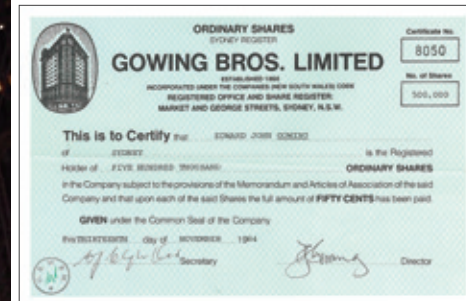 ORDINARY SHARES
SYDNEY REGISTER
Certificate No.
8050
GOWING BROS. LIMITED
ESTABLISHED 1868
INCORPORATED UNDER THE COMPANIES (NEW SOUTH WALES) CODE
REGISTERED OFFICE AND SHARE REGISTER:
MARKET AND GEORGE STREETS, SYDNEY, N.S.W.
No. of Shares
500,000
This is to Certify that EDWARD JOHN
of SYDNEY is the Registered
Holder of FIVE HUNDRED THOUSAND ORDINARY SHARES
in the Company subject to the provisions of the Memorandum and Articles of Association of the said
Company and that upon each of the said Shares the full amount of FIFTY CENTS has been paid.
GIVEN under the Common Seal of the Company
this THIRTEENTH day of NOVEMBER
Secretary
Director